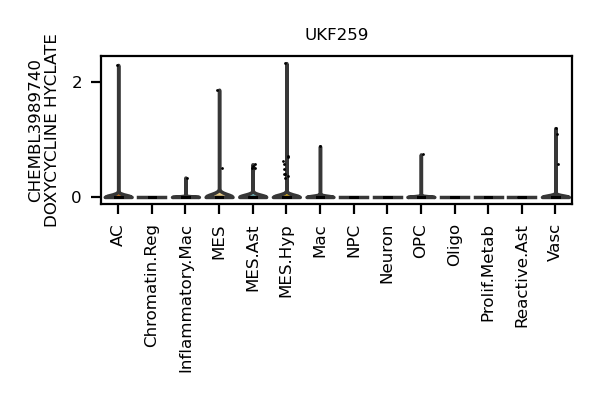 UKF259
CHEMBL3989740
DOXYCYCLINE HYCLATE
2
0
AC
Chromatin.Reg
Inflammatory.Mac
MES
MES.Ast
MES.Hyp
Mac
NPC
Neuron
OPC
Oligo
Prolif.Metab
Reactive.Ast
Vasc